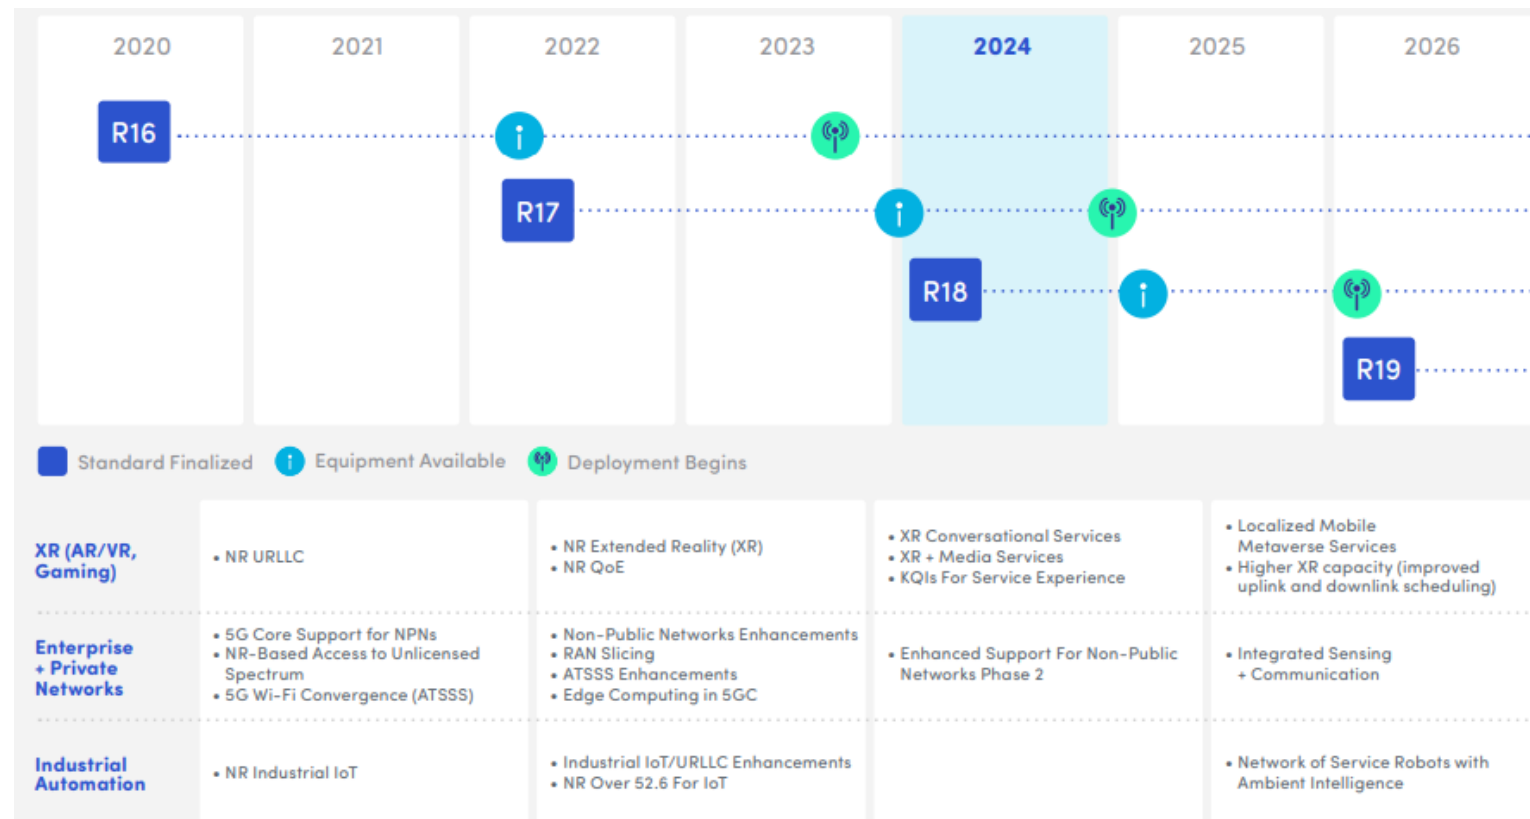 2020 2021 2022 2023 2024 2025 2026
R16
R17
R18
R19
Standard Finalized Equipment Available Deployment Begins
XR (AR/VR,
Gaming)
• NR URLLC
• NR Extended Reality (XR)
• NR QoE
• XR Conversational Services
• XR + Media Services
• KQIs For Service Experience
• Localized Mobile
Metaverse Services
• Higher XR capacity (improved
uplink and downlink scheduling)
Enterprise
+ Private
Networks
• 5G Core Support for NPNs
• NR-Based Access to Unlicensed
Spectrum
• 5G Wi-Fi Convergence (ATSSS)
• Non-Public Networks Enhancements
• RAN Slicing
• ATSSS Enhancements
• Edge Computing in 5GC
• Enhanced Support For Non-Public
Networks Phase 2
• Integrated Sensing
+ Communication
Industrial
Automation
• NR Industrial IoT
• Industrial IoT/URLLC Enhancements
• NR Over 52.6 For IoT
• Network of Service Robots with
Ambient Intelligence